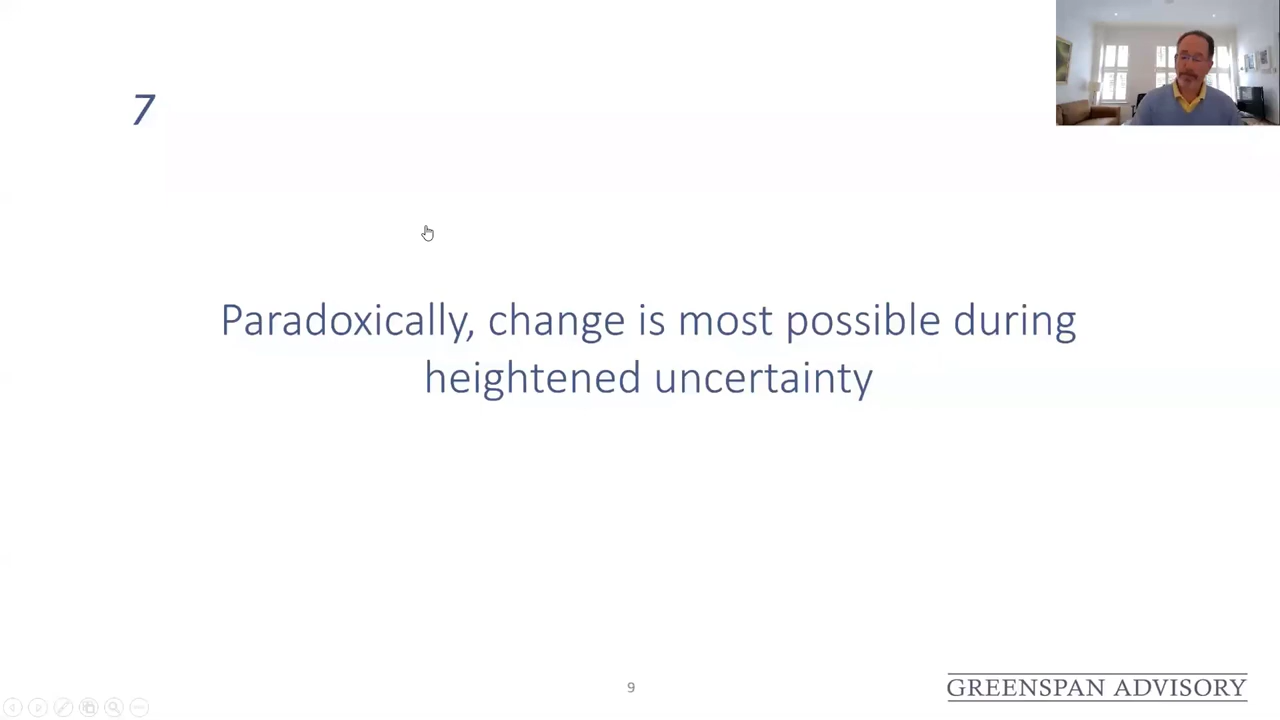 7
Paradoxically, change is most possible during
heightened uncertainty
9
GREENSPAN ADVISORY